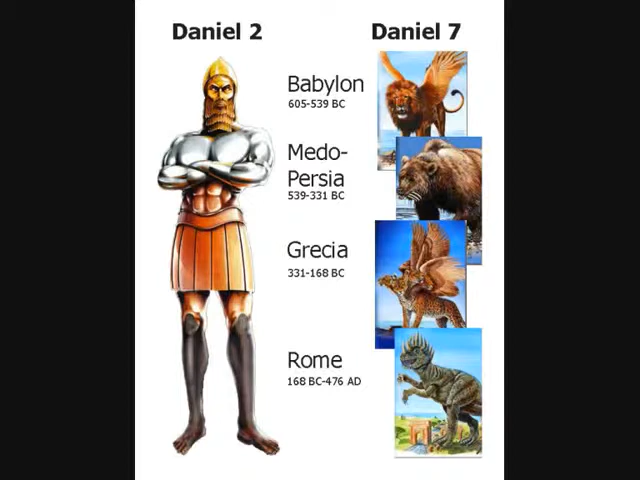 Daniel 2
Daniel 7
Babylon
605-539 BC
Medo-
Persia
539-331 BC
Grecia
331-168 BC
Rome
168 BC-476 AD